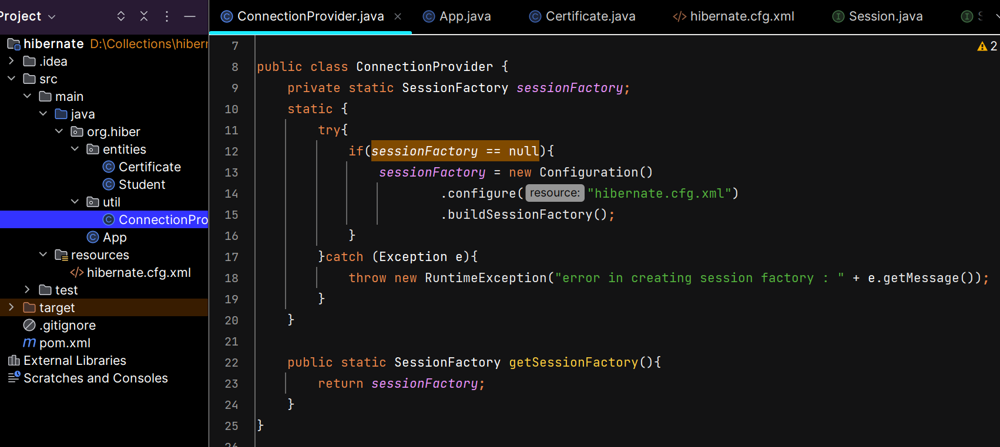 Project
ConnectionProvider.java App.java Certificate.java </> hibernate.cfg.xml Session.java
hibernate D:\Collections\hiber
.idea
src
main
java
org.hiber
entities
Certificate
Student
util
ConnectionPro
App
resources
</> hibernate.cfg.xml
test
target
.gitignore
m pom.xml
External Libraries
Scratches and Consoles
2
7
8 public class ConnectionProvider {
9 private static SessionFactory sessionFactory;
10 static {
11 try{
12 if(sessionFactory == null){
13 sessionFactory = new Configuration()
14 .configure( resource: "hibernate.cfg.xml")
15 .buildSessionFactory();
16 }
17 }catch (Exception e){
18 throw new RuntimeException("error in creating session factory : " + e.getMessage());
19 }
20 }
21
22 public static SessionFactory getSessionFactory(){
23 return sessionFactory;
24 }
25 }